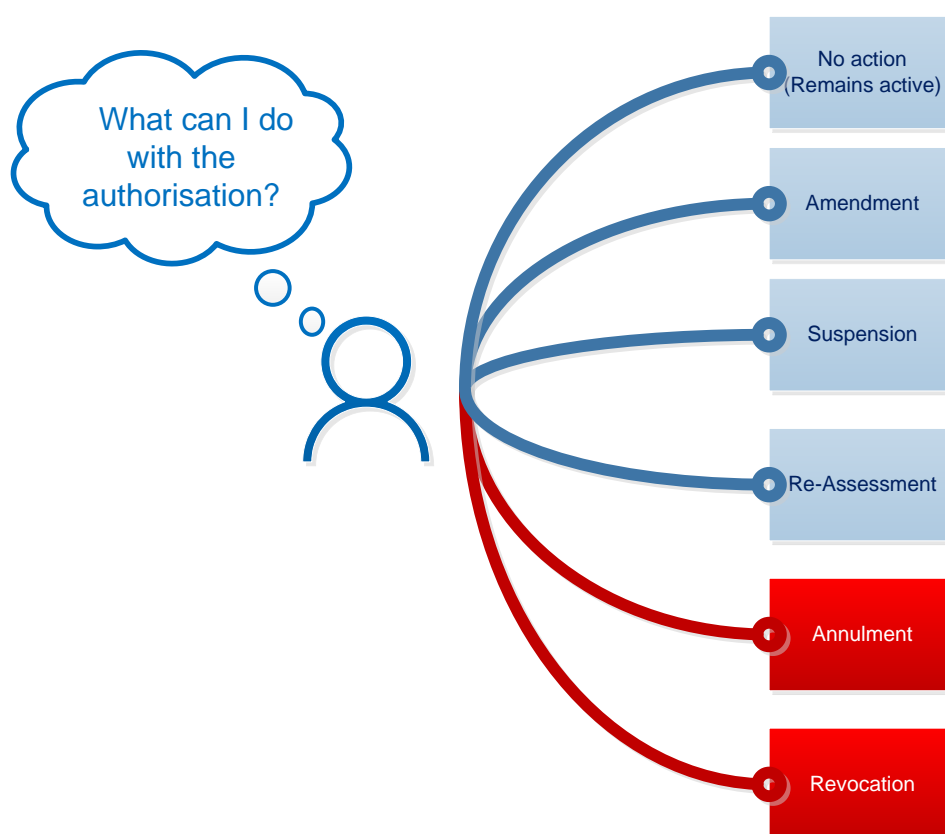 What can I do
with the
authorisation?
No action
(Remains active)
Amendment
Suspension
Re-Assessment
Annulment
Revocation